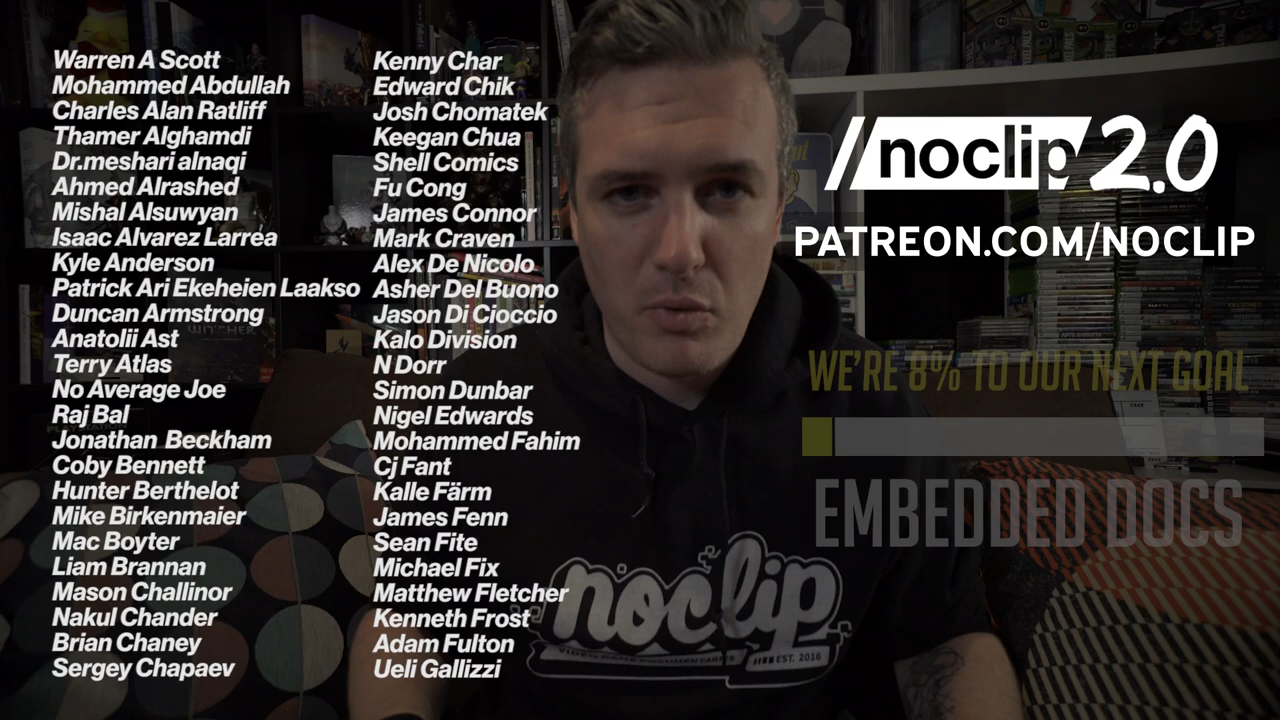 Warren A Scott
Mohammed Abdullah
Charles Alan Ratliff
Thamer Alghamdi
Dr.meshari alnaqi
Ahmed Alrashed
Mishal Alsuwyan
Isaac Alvarez Larrea
Kyle Anderson
Patrick Ari Ekeheien Laakso
Duncan Armstrong
Anatolii Ast
Terry Atlas
No Average Joe
Raj Bal
Jonathan Beckham
Coby Bennett
Hunter Berthelot
Mike Birkenmaier
Mac Boyter
Liam Brannan
Mason Challinor
Nakul Chander
Brian Chaney
Sergey Chapaev
Kenny Char
Edward Chik
Josh Chomatek
Keegan Chua
Shell Comics
Fu Cong
James Connor
Mark Craven
Alex De Nicolo
Asher Del Buono
Jason Di Cioccio
Kalo Division
N Dorr
Simon Dunbar
Nigel Edwards
Mohammed Fahim
Cj Fant
Kalle Färm
James Fenn
Sean Fite
Michael Fix
Matthew Fletcher
Kenneth Frost
Adam Fulton
Ueli Gallizzi
//noclip 2.0
PATREON.COM/NOCLIP
WE'RE 8% TO OUR NEXT GOAL
EMBEDDED DOCS
noclip
VIDEO GAME DOCUMENTARIES
EST. 2016
WITCHER